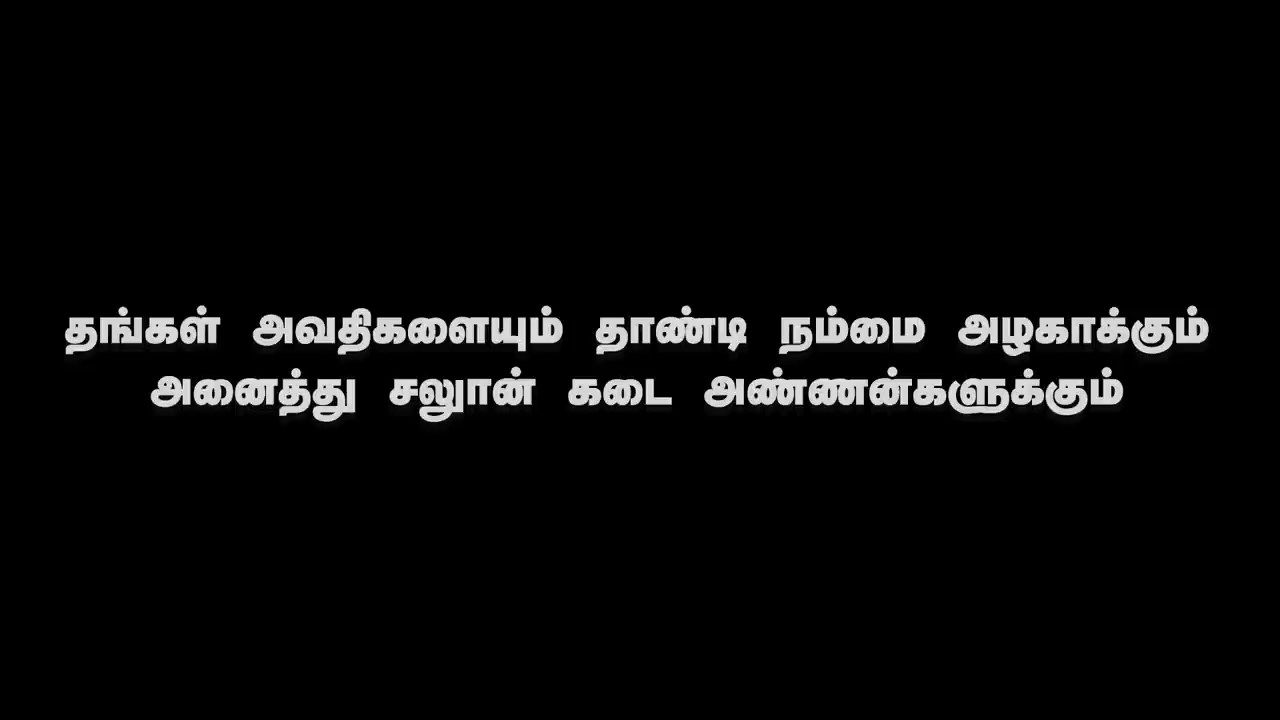 தங்கள் அவதிகளையும் தாண்டி நம்மை அழகாக்கும்
அனைத்து சலூன் கடை அண்ணன்களுக்கும்